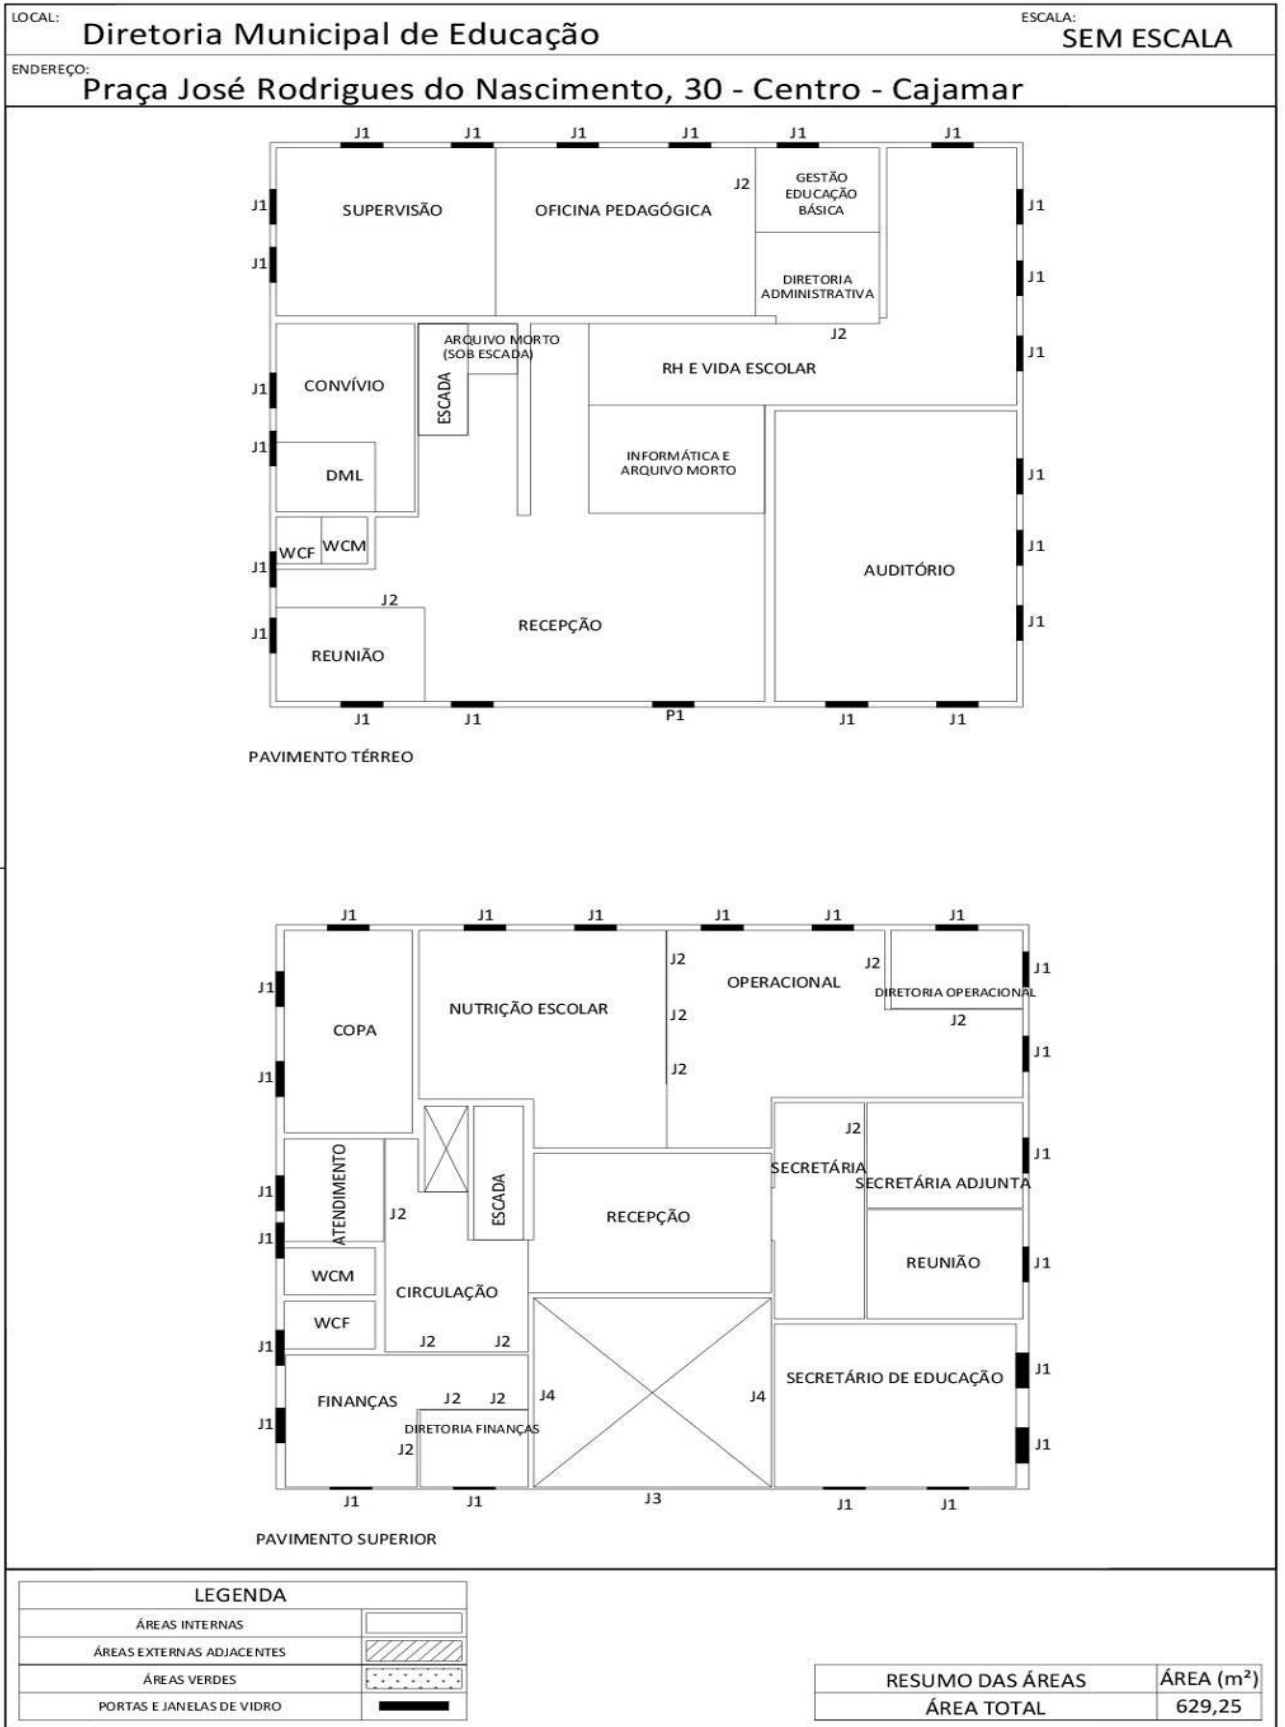 LOCAL:
Diretoria Municipal de Educação
ESCALA:
SEM ESCALA
ENDEREÇO:
Praça José Rodrigues do Nascimento, 30 - Centro - Cajamar
J1 J1 J1 J1 J1 J1
J2
GESTÃO
EDUCAÇÃO
BÁSICA
J1 SUPERVISÃO OFICINA PEDAGÓGICA J1
J1 J1
DIRETORIA
ADMINISTRATIVA
J2
ARQUIVO MORTO
(SOB ESCADA)
J1
RH E VIDA ESCOLAR
J1 CONVÍVIO
ESCADA
J1
INFORMÁTICA E
ARQUIVO MORTO
DML J1
WCF WCM J1
J1 AUDITÓRIO
J2
J1 RECEPÇÃO J1
REUNIÃO
J1 J1 P1 J1 J1
PAVIMENTO TÉRREO
J1 J1 J1 J1 J1 J1
J2 J2 J1
J1 OPERACIONAL
DIRETORIA OPERACIONAL
NUTRIÇÃO ESCOLAR J2 J2
COPA
J1
J1 J2
J2
J1
ATENDIMENTO
SECRETÁRIA
SECRETÁRIA ADJUNTA
J1
ESCADA
J2 RECEPÇÃO
J1
WCM REUNIÃO J1
CIRCULAÇÃO
WCF
J1 J2 J2
J1
SECRETÁRIO DE EDUCAÇÃO
FINANÇAS J2 J2 J4 J4
J1 DIRETORIA FINANÇAS
J2 J1
J1 J1 J3 J1 J1
PAVIMENTO SUPERIOR
LEGENDA
ÁREAS INTERNAS
ÁREAS EXTERNAS ADJACENTES
ÁREAS VERDES
PORTAS E JANELAS DE VIDRO
RESUMO DAS ÁREAS ÁREA (m²)
ÁREA TOTAL 629,25